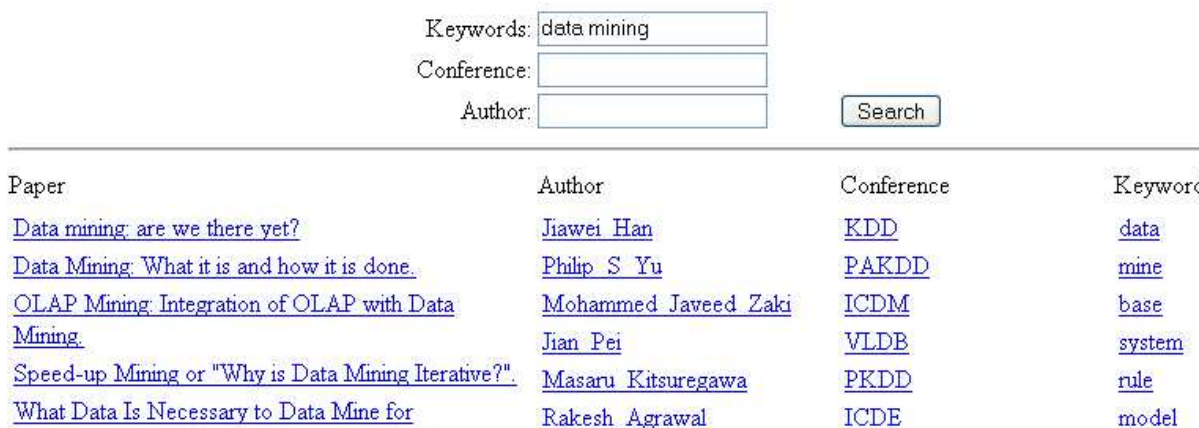 Keywords: data mining
Conference:
Author: Search
Paper Author Conference Keyword
Data mining: are we there yet? Jiawei Han KDD data
Data Mining: What it is and how it is done. Philip S Yu PAKDD mine
OLAP Mining: Integration of OLAP with Data Mohammed Javeed Zaki ICDM base
Mining. Jian Pei VLDB system
Speed-up Mining or "Why is Data Mining Iterative?". Masaru Kitsuregawa PKDD rule
What Data Is Necessary to Data Mine for Rakesh Agrawal ICDE model